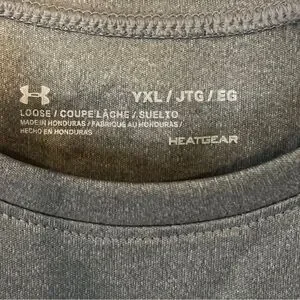 YXL / JTG / EG
LOOSE / COUPE LÂCHE / SUELTO
MADE IN HONDURAS / FABRIQUÉ AU HONDURAS /
HECHO EN HONDURAS
HEATGEAR